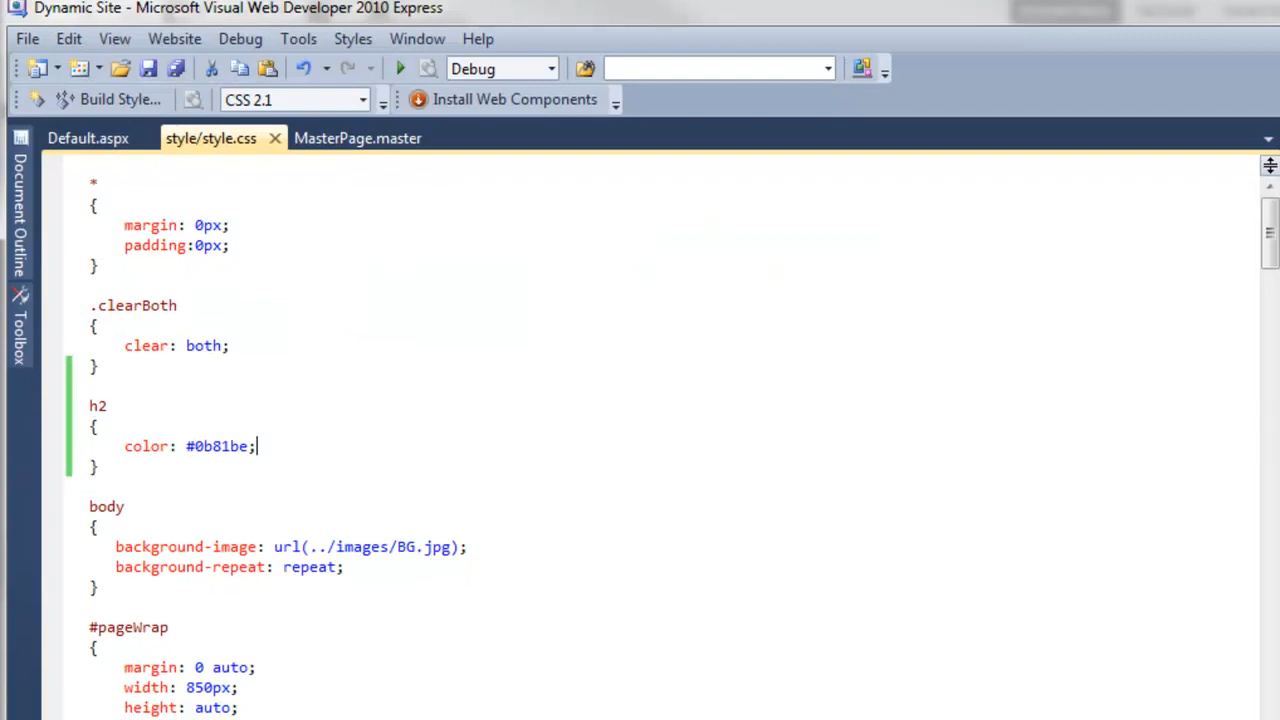 Dynamic Site - Microsoft Visual Web Developer 2010 Express
File Edit View Website Debug Tools Styles Window Help
Debug
Build Style... CSS 2.1 Install Web Components
Default.aspx style/style.css MasterPage.master
Document Outline
Toolbox
*
{
margin: 0px;
padding:0px;
}
.clearBoth
{
clear: both;
}
h2
{
color: #0b81be;
}
body
{
background-image: url(../images/BG.jpg);
background-repeat: repeat;
}
#pageWrap
{
margin: 0 auto;
width: 850px;
height: auto;